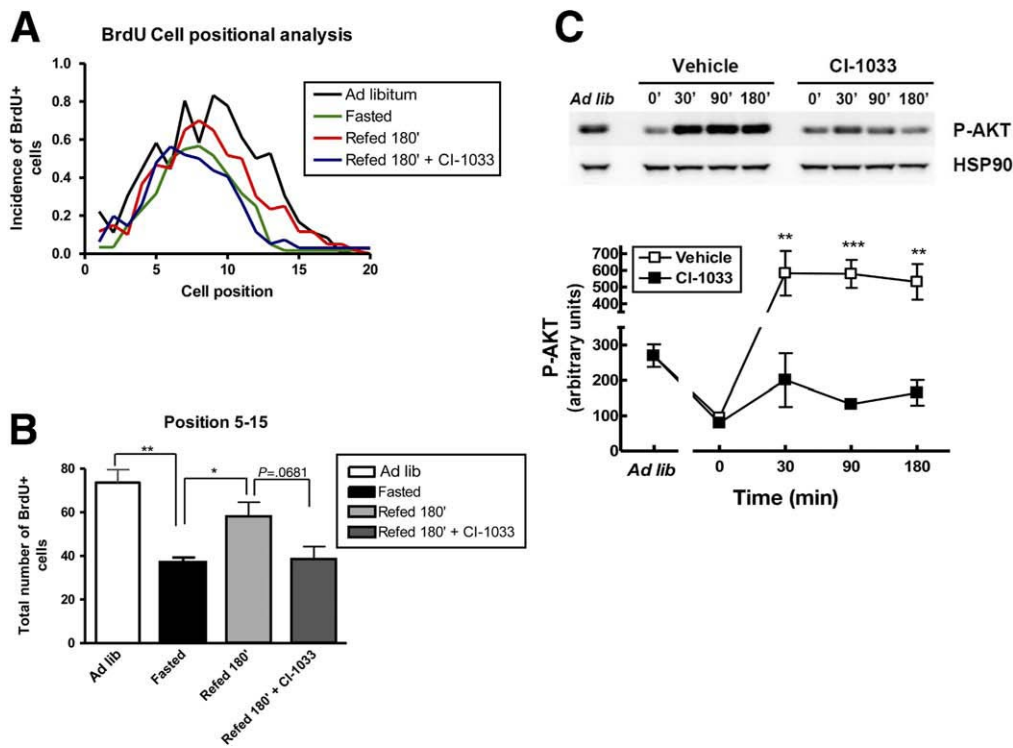 A
BrdU Cell positional analysis
Incidence of BrdU+
cells
1.0
0.8
0.6
0.4
0.2
0.0
0 5 10 15 20
Cell position
Ad libitum
Fasted
Refed 180'
Refed 180' + CI-1033
B
Position 5-15
Total number of BrdU+
cells
80
60
40
20
0
** * P=.0681
Ad lib
Fasted
Refed 180'
Refed 180' + CI-1033
Ad lib
Fasted
Refed 180'
Refed 180' + CI-1033
C
Vehicle CI-1033
Ad lib 0' 30' 90' 180' 0' 30' 90' 180'
P-AKT
HSP90
P-AKT
(arbitrary units)
700
600
500
400
300
200
100
0
Vehicle
CI-1033
** *** **
Ad lib 0 30 90 180
Time (min)